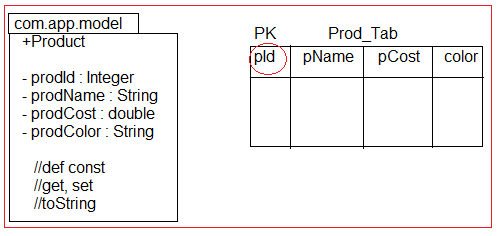 com.app.model
+Product
- prodId : Integer
- prodName : String
- prodCost : double
- prodColor : String
//def const
//get, set
//toString
PK Prod_Tab
pId pName pCost color